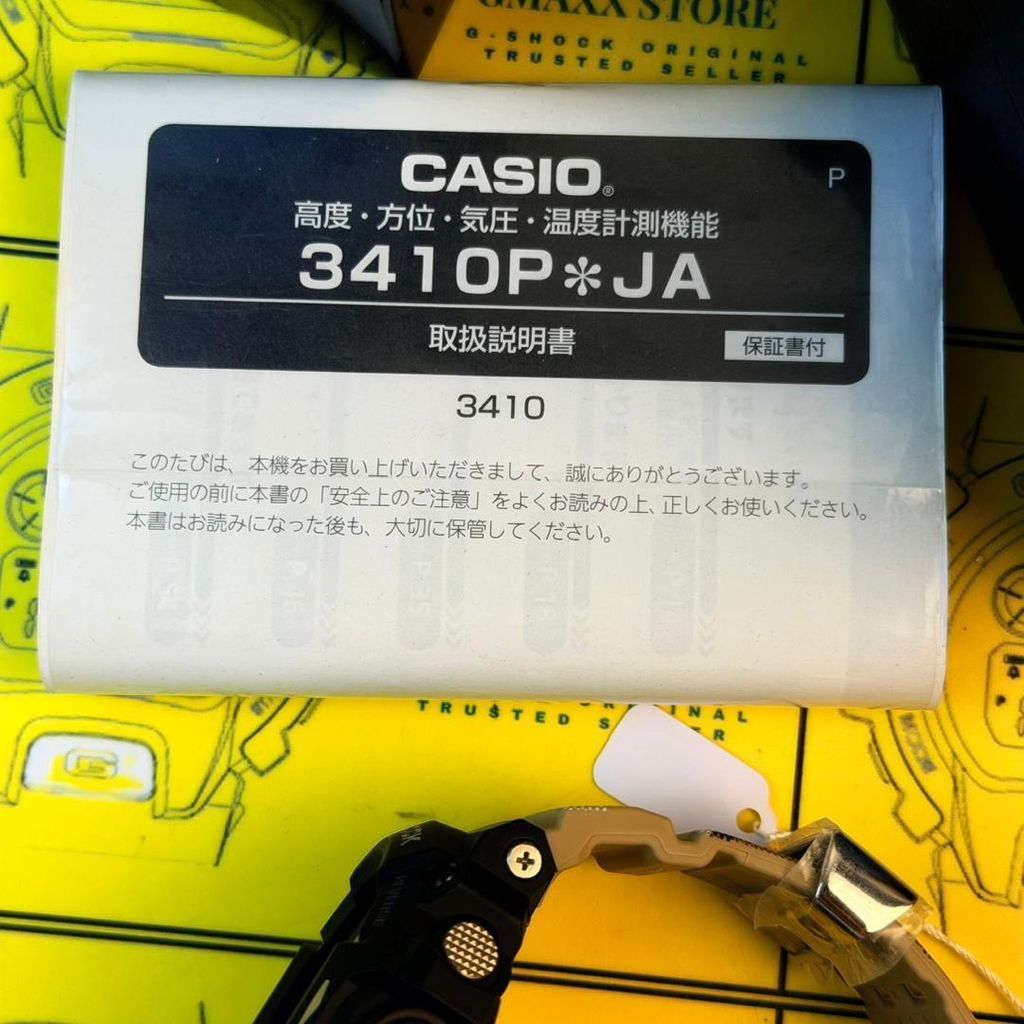 GMAXX STORE
G-SHOCK ORIGINAL
TRUSTED SELLER
CASIO®
P
高度・方位・気圧・温度計測機能
3410P＊JA
取扱説明書
保証書付
3410
このたびは、本機をお買い上げいただきまして、誠にありがとうございます。
ご使用の前に本書の「安全上のご注意」をよくお読みの上、正しくお使いください。
本書はお読みになった後も、大切に保管してください。
TRUSTED
G